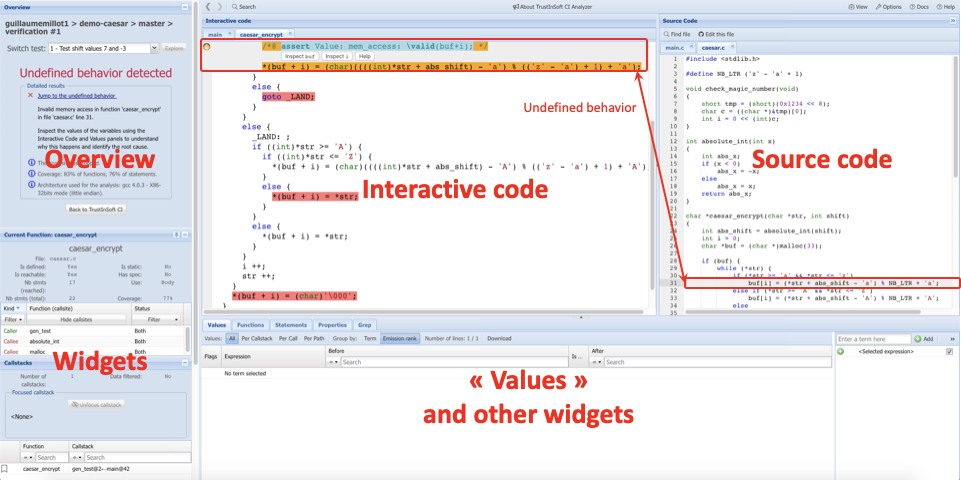 Overview
guillaumemillot1 > demo-caesar > master >
verification #1
Switch test: 1 - Test shift values 7 and -3 Explore
Undefined behavior detected
Detailed results
Jump to the undefined behavior
Invalid memory access in function 'caesar_encrypt'
in file 'caesar.c' line 31.
Inspect the values of the variables using the
Interactive Code and Values panels to understand
why this happens and identify the root cause.
Overview
Coverage: 83% of functions; 76% of statements.
Architecture used for the analysis: gcc 4.0.3 - X86-
32bits mode (little endian).
Back to TrustInSoft CI
Current Function: caesar_encrypt
caesar_encrypt
File: caesar.c
Is defined: Yes Is static: No
Is reachable: Yes Has spec: No
Nb stmts 17 Use: Body
(reached):
Nb stmts (total): 22 Coverage: 77%
Kind Function (callsite) Status
Filter Hide callsites Filter
Caller gen_test Both
Callee absolute_int Both
Callee malloc Both
Widgets
Callstacks
Number of 1 Data filtered: No
callstacks:
Focused callstack
Unfocus callstack
<None>
Function Callstack
Search Search
caesar_encrypt gen_test@2←main@42
Search About TrustInSoft CI Analyzer View Options Docs Help
Interactive code
main caesar_encrypt
/*@ assert Value: mem_access: \valid(buf+i); */
Inspect buf Inspect i Help
*(buf + i) = (char)((((int)*str + abs_shift) - 'a') % (('z' - 'a') + 1) + 'a');
}
else {
goto _LAND;
}
}
else {
_LAND: ;
if ((int)*str >= 'A') {
if ((int)*str <= 'Z') {
*(buf + i) = (char)((((int)*str + abs_shift) - 'A') % (('z' - 'a') + 1) + 'A')
}
else {
*(buf + i) = *str;
}
}
else {
*(buf + i) = *str;
}
}
i ++;
str ++;
}
*(buf + i) = (char)'\000';
Undefined behavior
Interactive code
Source Code
Find file Edit this file
main.c caesar.c
1 #include <stdlib.h>
2
3 #define NB_LTR ('z' - 'a' + 1)
4
5 void check_magic_number(void)
6 {
7 short tmp = (short)(0x1234 << 8);
8 char c = ((char *)&tmp)[0];
9 int i = 0 << (int)c;
10 }
11
12 int absolute_int(int x)
13 {
14 int abs_x;
15 if (x < 0)
16 abs_x = -x;
17 else
18 abs_x = x;
19 return abs_x;
20 }
21
22 char *caesar_encrypt(char *str, int shift)
23 {
24 int abs_shift = absolute_int(shift);
25 int i = 0;
26 char *buf = (char *)malloc(33);
27
28 if (buf) {
29 while (*str) {
30 if (*str >= 'a' && *str <= 'z')
31 buf[i] = (*str + abs_shift - 'a') % NB_LTR + 'a';
32 else if (*str >= 'A' && *str <= 'Z')
33 buf[i] = (*str + abs_shift - 'A') % NB_LTR + 'A';
34 else
35
Source code
Values Functions Statements Properties Grep
Values: All Per Callstack Per Call Per Path Group by: Term Emission rank Number of lines: 1 / 1 Download
Flags Expression Before Is ... After
Search Search
No term selected
« Values »
and other widgets
Enter a term here Add
<Selected expression>